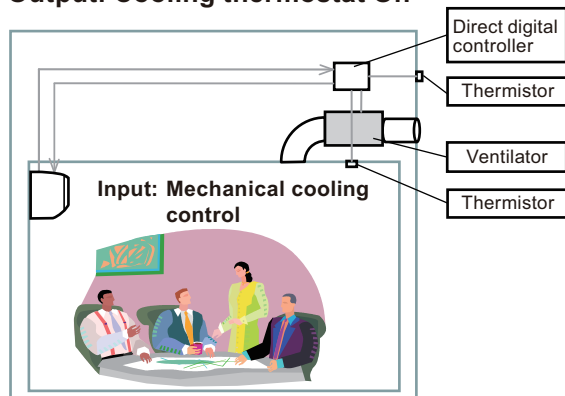 Output: Cooling thermostat On
Direct digital
controller
Thermistor
Ventilator
Thermistor
Input: Mechanical cooling
control